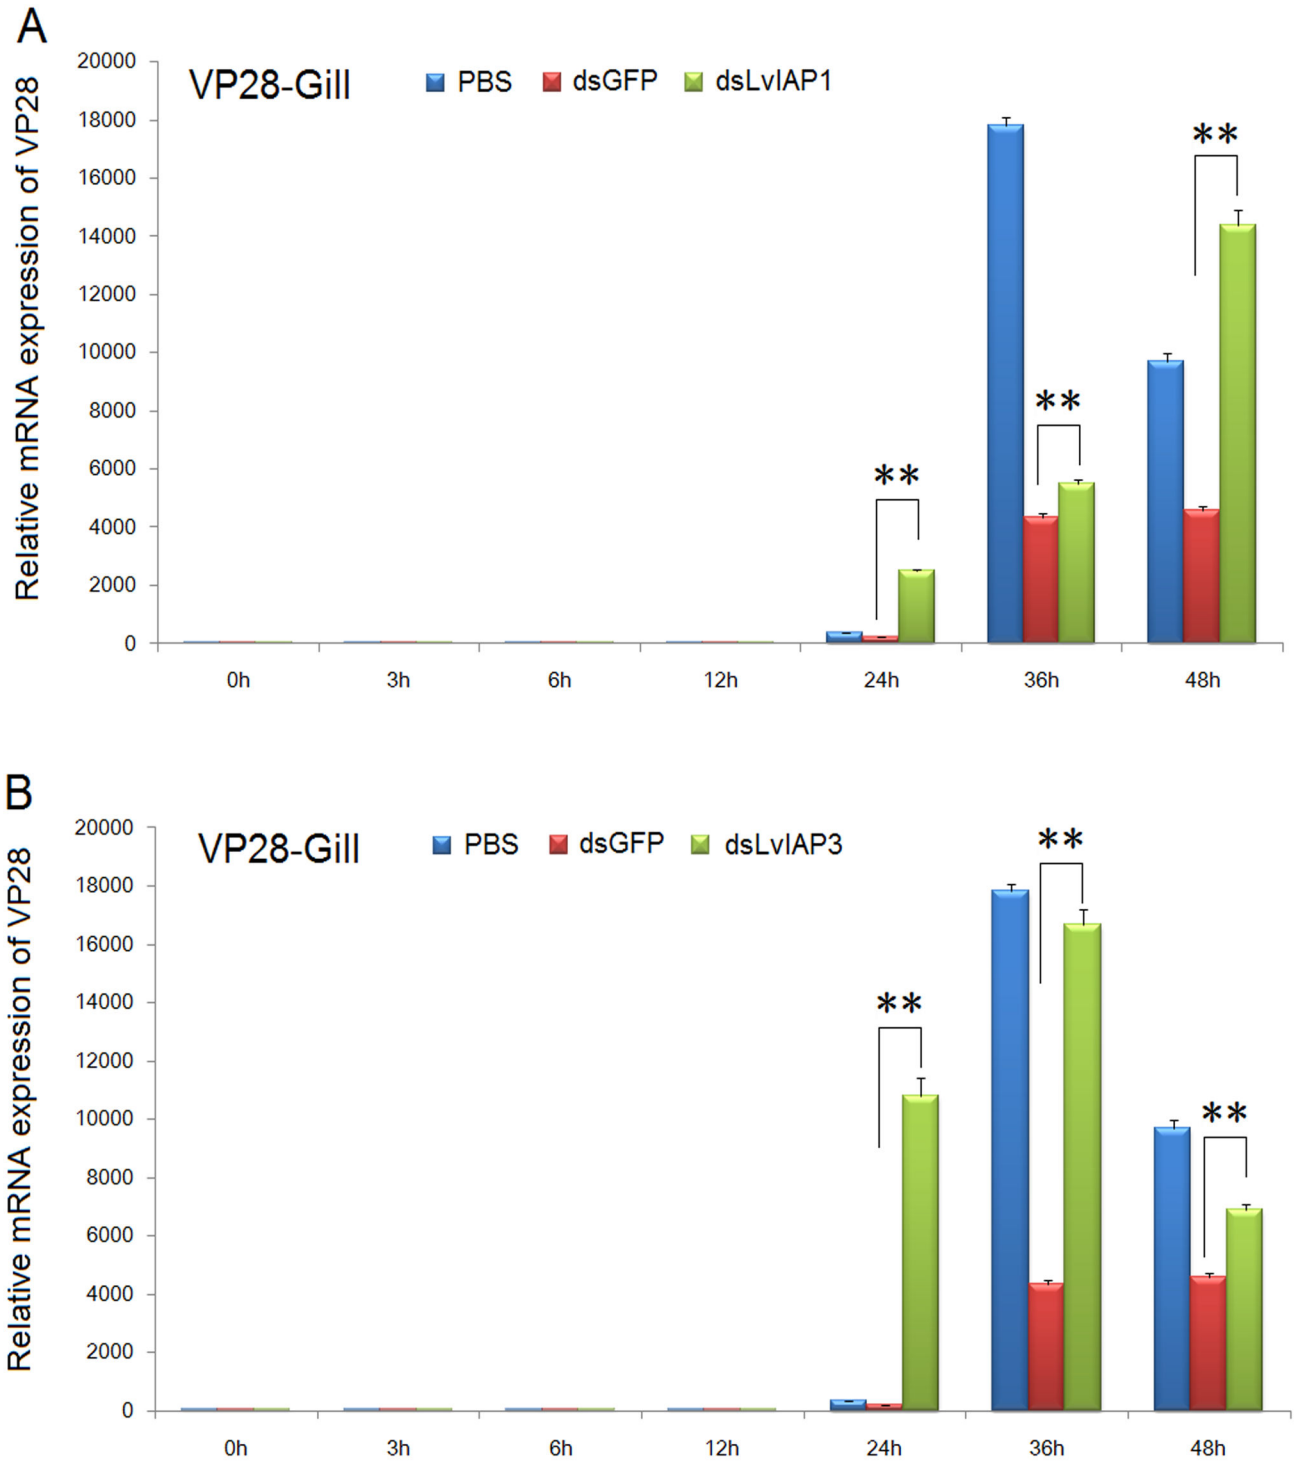 A
Relative mRNA expression of VP28
VP28-Gill
PBS dsGFP dsLvIAP1
20000
18000
16000
14000
12000
10000
8000
6000
4000
2000
0
**
**
**
0h 3h 6h 12h 24h 36h 48h
B
Relative mRNA expression of VP28
VP28-Gill
PBS dsGFP dsLvIAP3
20000
18000
16000
14000
12000
10000
8000
6000
4000
2000
0
**
**
**
0h 3h 6h 12h 24h 36h 48h